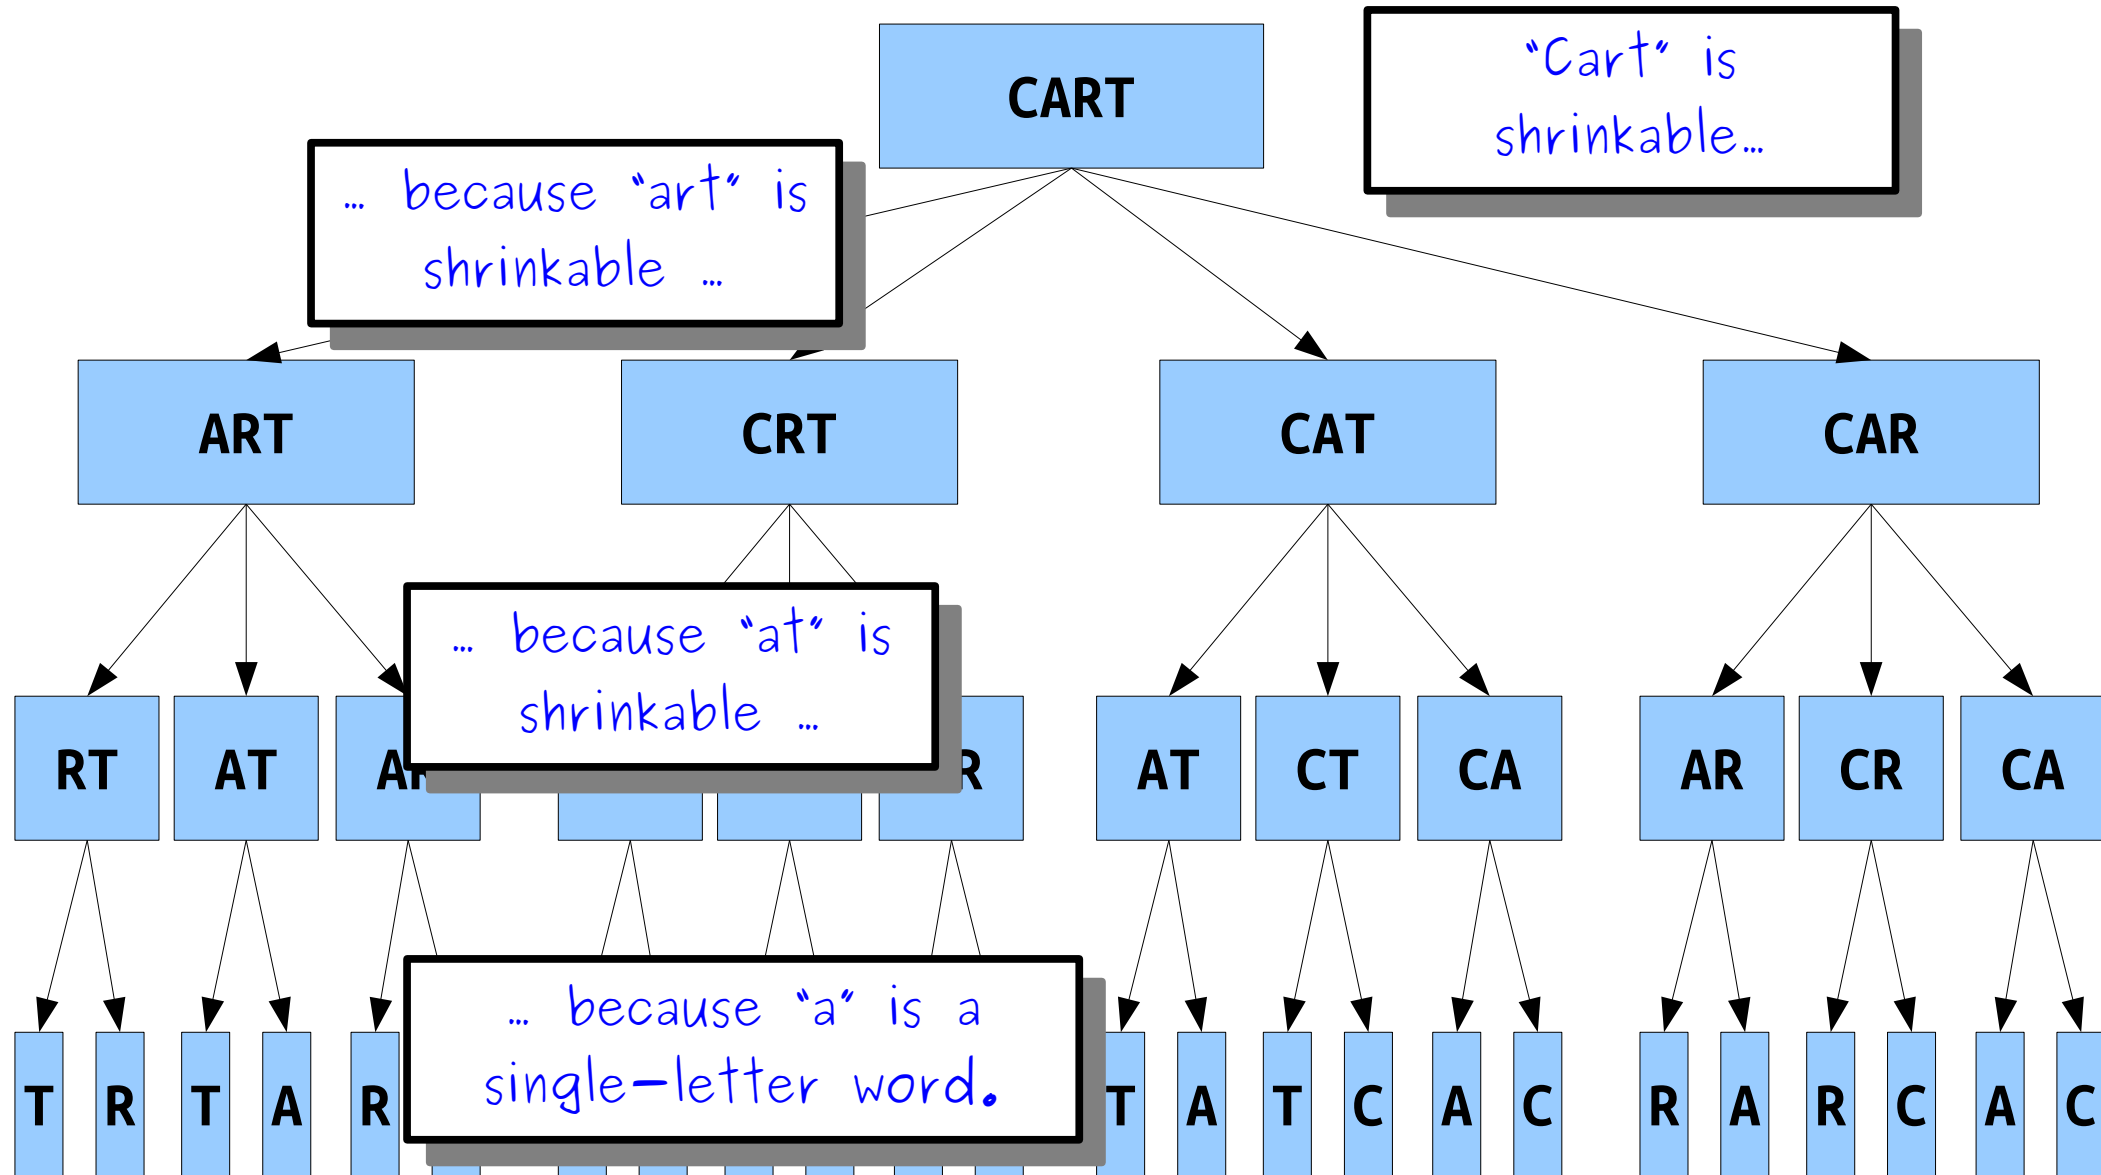 CART
“Cart” is
shrinkable…
… because “art” is
shrinkable …
ART CRT CAT CAR
… because “at” is
shrinkable …
RT AT AR R AT CT CA AR CR CA
… because “a” is a
single-letter word.
T R T A R T A T C A C R A R C A C